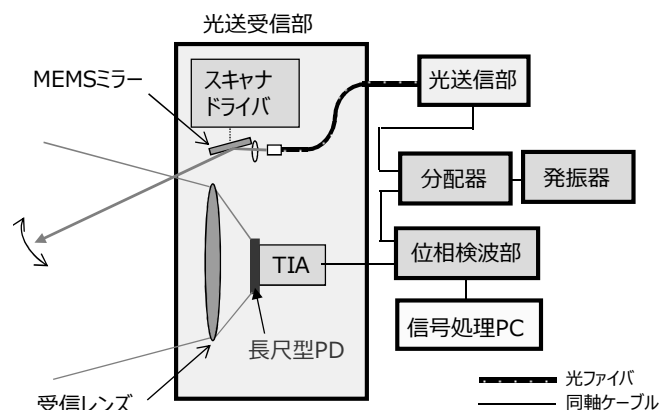 光送受信部
MEMSミラー
スキャナ
ドライバ
光送信部
分配器
発振器
位相検波部
TIA
長尺型PD
信号処理PC
受信レンズ
光ファイバ
同軸ケーブル